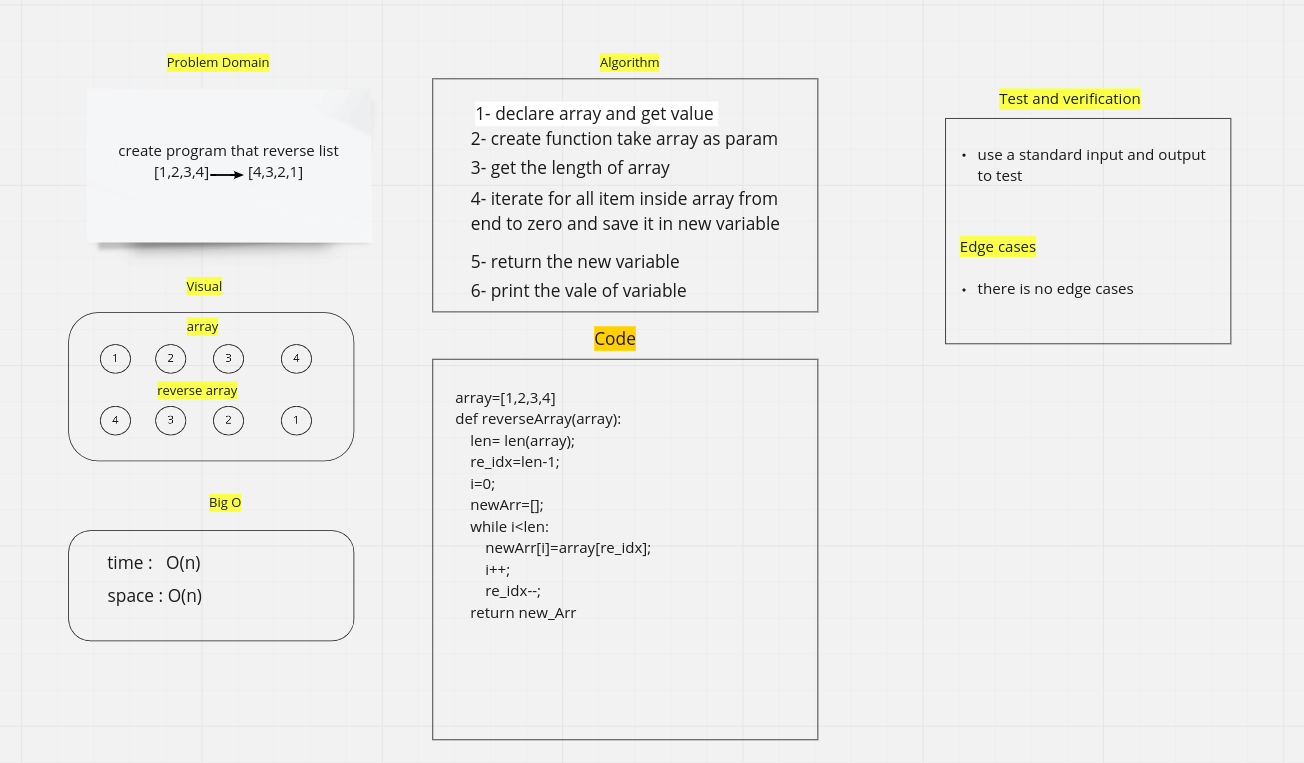 Problem Domain
create program that reverse list
[1,2,3,4] [4,3,2,1]
Visual
array
1 2 3 4
reverse array
4 3 2 1
Big O
time : O(n)
space : O(n)
Algorithm
1- declare array and get value
2- create function take array as param
3- get the length of array
4- iterate for all item inside array from
end to zero and save it in new variable
5- return the new variable
6- print the vale of variable
Code
array=[1,2,3,4]
def reverseArray(array):
len= len(array);
re_idx=len-1;
i=0;
newArr=[];
while i<len:
newArr[i]=array[re_idx];
i++;
re_idx--;
return new_Arr
Test and verification
• use a standard input and output
to test
Edge cases
• there is no edge cases